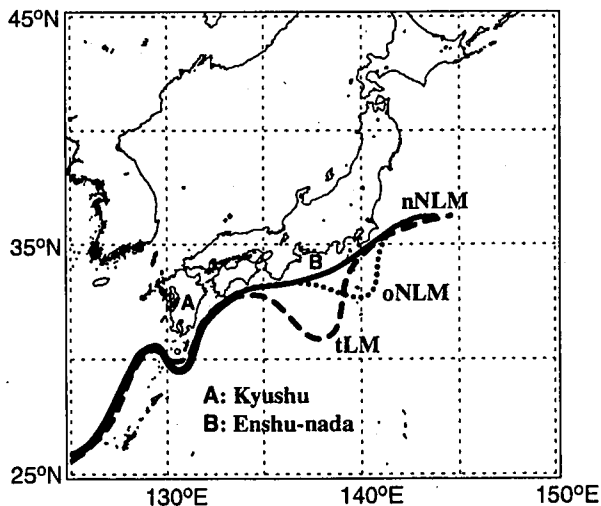 45°N
nNLM
35°N
B
oNLM
A
tLM
A: Kyushu
B: Enshu-nada
25°N
130°E
140°E
150°E